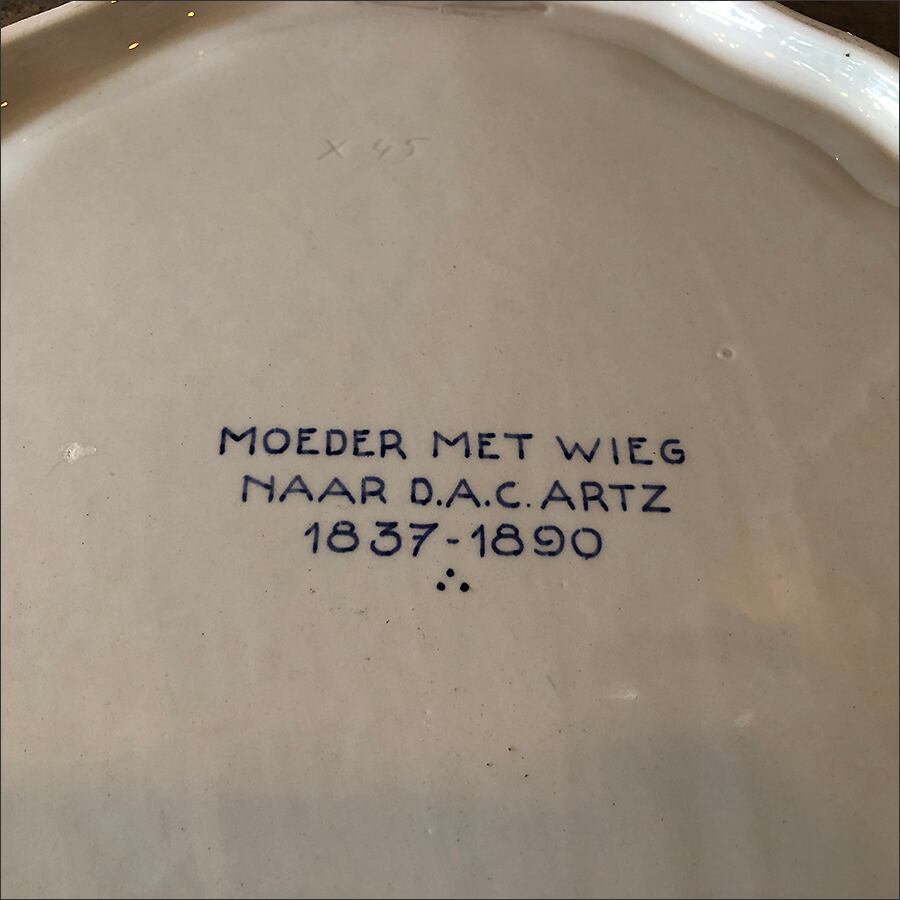 X 45
MOEDER MET WIEG
NAAR D.A.C. ARTZ
1837-1890